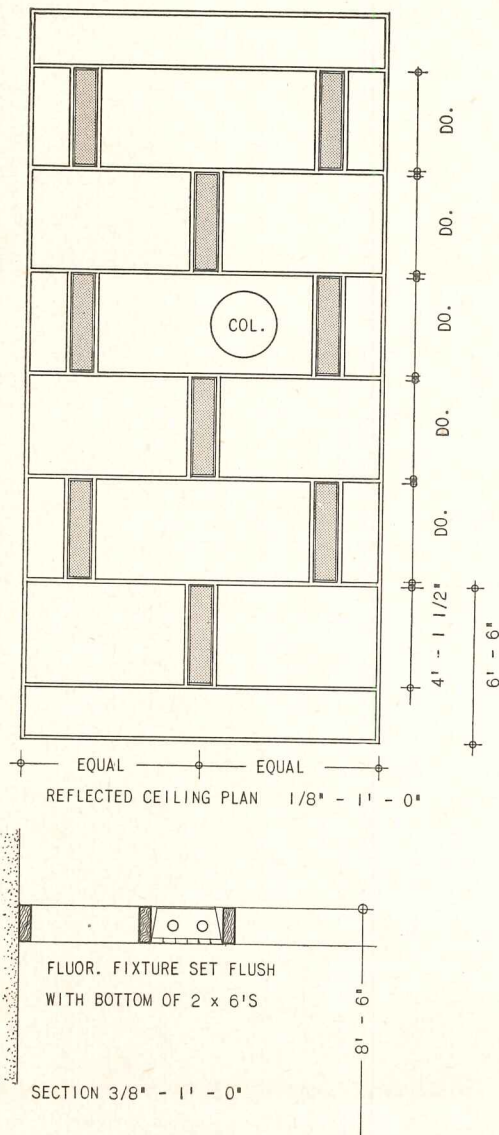 DO.
DO.
DO.
COL.
DO.
DO.
4' - 1 1/2"
6' - 6"
EQUAL EQUAL
REFLECTED CEILING PLAN 1/8" - 1' - 0"
FLUOR. FIXTURE SET FLUSH
WITH BOTTOM OF 2 x 6'S
8' - 6"
SECTION 3/8" - 1' - 0"